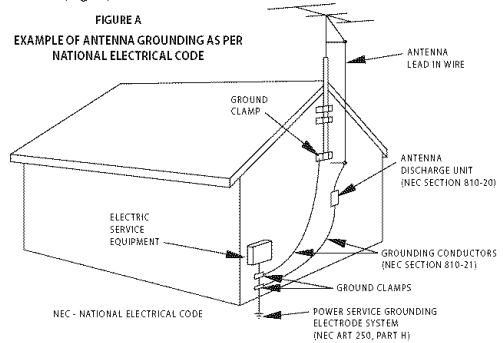 FIGURE A
EXAMPLE OF ANTENNA GROUNDING AS PER
NATIONAL ELECTRICAL CODE
ANTENNA
LEAD IN WIRE
GROUND
CLAMP
ANTENNA
DISCHARGE UNIT
(NEC SECTION 810-20)
ELECTRIC
SERVICE
EQUIPMENT
GROUNDING CONDUCTORS
(NEC SECTION 810-21)
GROUND CLAMPS
NEC - NATIONAL ELECTRICAL CODE
POWER SERVICE GROUNDING
ELECTRODE SYSTEM
(NEC ART 250, PART H)